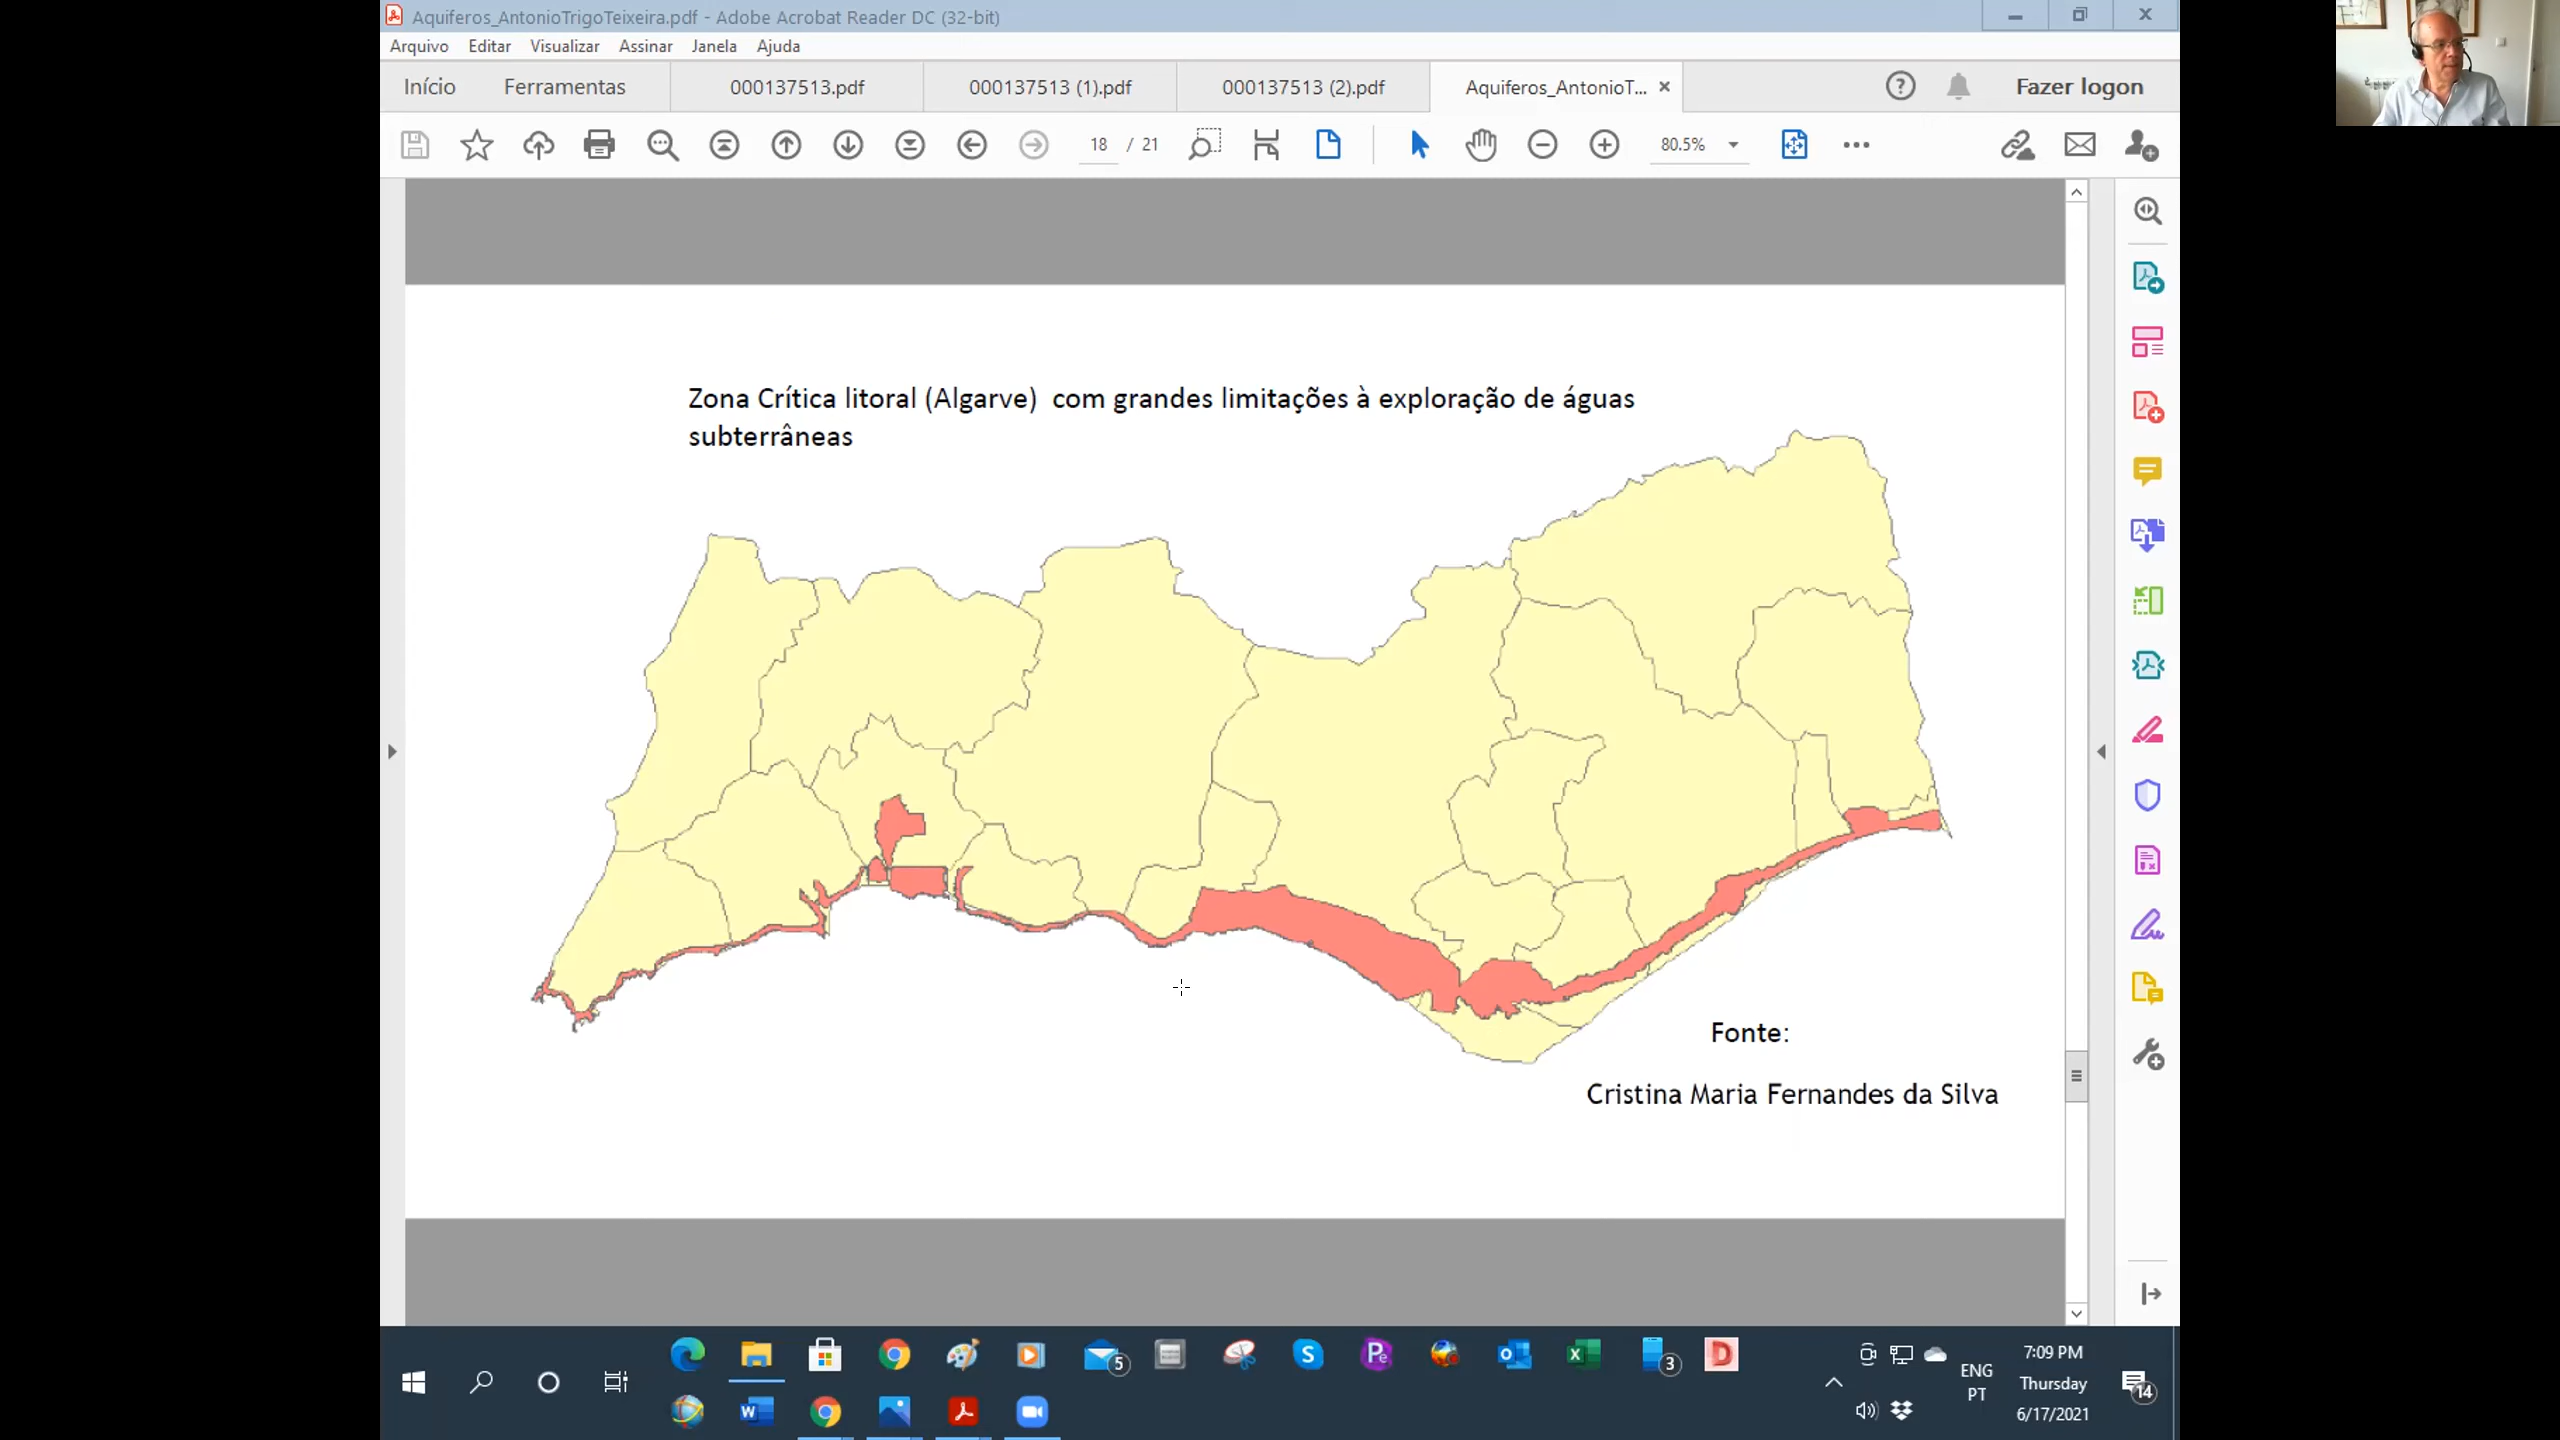 Aquiferos_AntonioTrigoTeixeira.pdf - Adobe Acrobat Reader DC (32-bit)
Arquivo Editar Visualizar Assinar Janela Ajuda
Início Ferramentas 000137513.pdf 000137513 (1).pdf 000137513 (2).pdf Aquiferos_AntonioT... Fazer logon
18 / 21 80.5%
Zona Crítica litoral (Algarve) com grandes limitações à exploração de águas
subterrâneas
Fonte:
Cristina Maria Fernandes da Silva
5 3
7:09 PM
ENG
PT
Thursday
14
6/17/2021